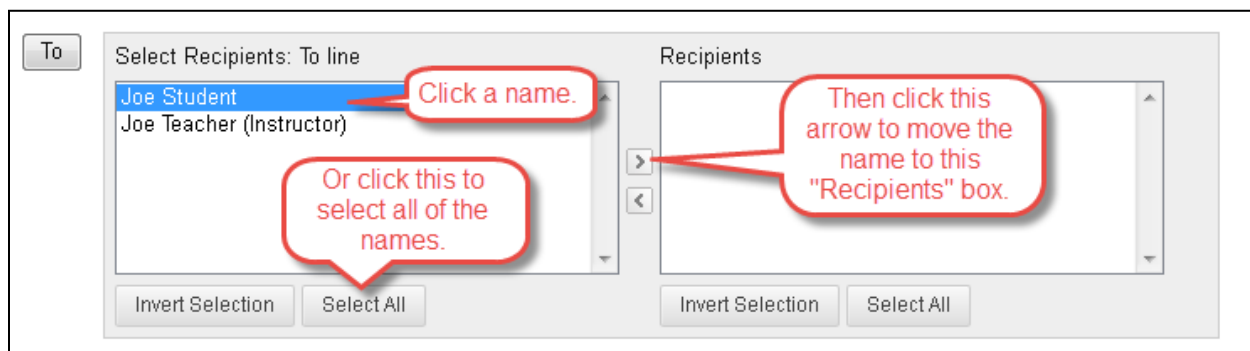 To
Select Recipients: To line
Recipients
Joe Student
Joe Teacher (Instructor)
Click a name.
Or click this to
select all of the
names.
>
<
Then click this
arrow to move the
name to this
"Recipients" box.
Invert Selection
Select All
Invert Selection
Select All